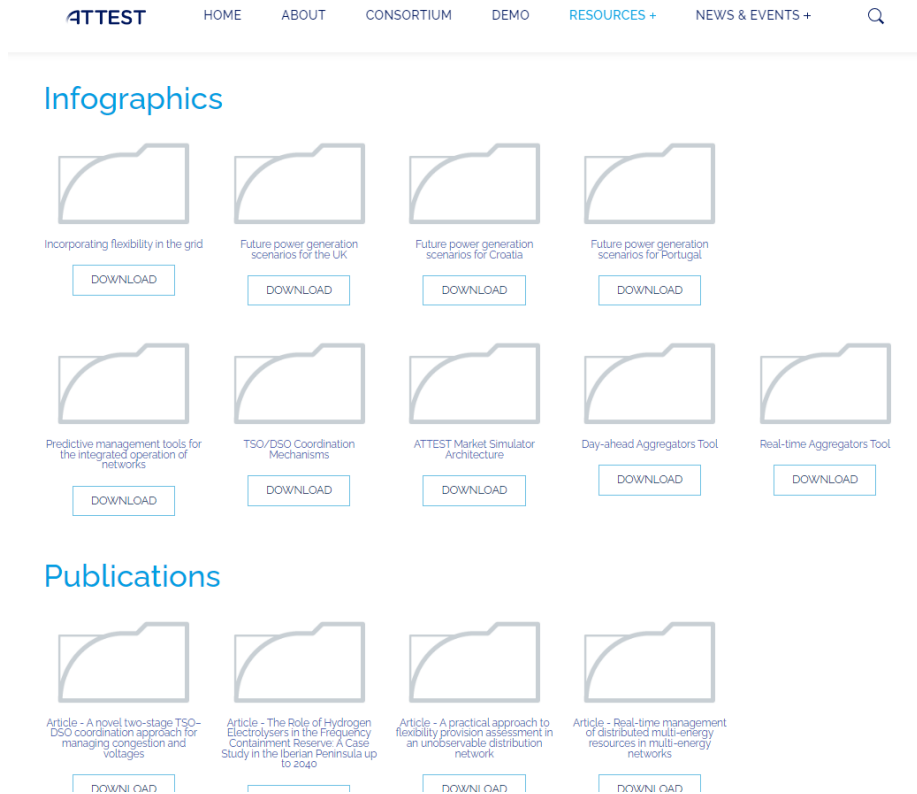 ATTEST
HOME
ABOUT
CONSORTIUM
DEMO
RESOURCES +
NEWS & EVENTS +
Infographics
Incorporating flexibility in the grid
DOWNLOAD
Future power generation
scenarios for the UK
DOWNLOAD
Future power generation
scenarios for Croatia
DOWNLOAD
Future power generation
scenarios for Portugal
DOWNLOAD
Predictive management tools for
the integrated operation of
networks
DOWNLOAD
TSO/DSO Coordination
Mechanisms
DOWNLOAD
ATTEST Market Simulator
Architecture
DOWNLOAD
Day-ahead Aggregators Tool
DOWNLOAD
Real-time Aggregators Tool
DOWNLOAD
Publications
Article - A novel two-stage TSO–
DSO coordination approach for
managing congestion and
voltages
DOWNLOAD
Article - The Role of Hydrogen
Electrolysers in the Frequency
Containment Reserve: A Case
Study in the Iberian Peninsula up
to 2040
Article - A practical approach to
flexibility provision assessment in
an unobservable distribution
network
DOWNLOAD
Article - Real-time management
of distributed multi-energy
resources in multi-energy
networks
DOWNLOAD